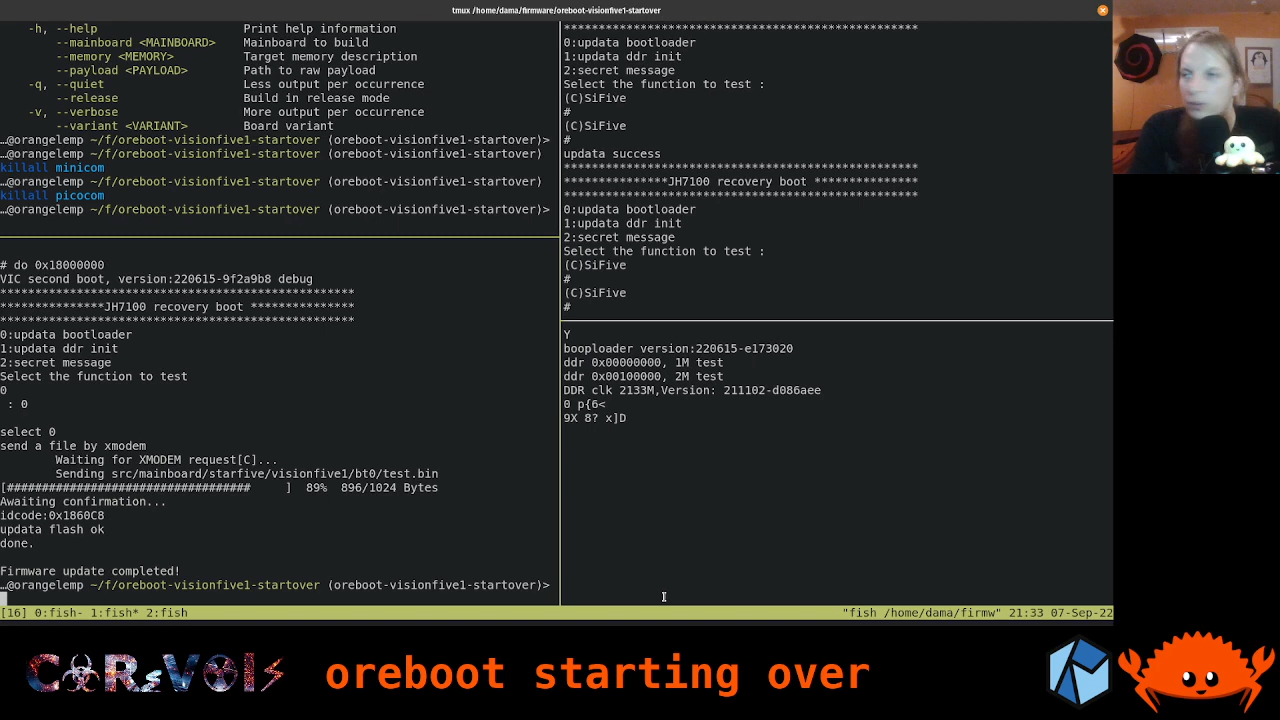 tmux /home/dama/firmware/oreboot-visionfive1-startover
-h, --help Print help information
--mainboard <MAINBOARD> Mainboard to build
--memory <MEMORY> Target memory description
--payload <PAYLOAD> Path to raw payload
-q, --quiet Less output per occurrence
--release Build in release mode
-v, --verbose More output per occurrence
--variant <VARIANT> Board variant
…@orangelemp ~/f/oreboot-visionfive1-startover (oreboot-visionfive1-startover)>
…@orangelemp ~/f/oreboot-visionfive1-startover (oreboot-visionfive1-startover)
killall minicom
…@orangelemp ~/f/oreboot-visionfive1-startover (oreboot-visionfive1-startover)
killall picocom
…@orangelemp ~/f/oreboot-visionfive1-startover (oreboot-visionfive1-startover)>
# do 0x18000000
VIC second boot, version:220615-9f2a9b8 debug
***************************************************
***************JH7100 recovery boot ***************
***************************************************
0:updata bootloader
1:updata ddr init
2:secret message
Select the function to test
0
: 0
select 0
send a file by xmodem
Waiting for XMODEM request[C]...
Sending src/mainboard/starfive/visionfive1/bt0/test.bin
[################################### ] 89% 896/1024 Bytes
Awaiting confirmation...
idcode:0x1860C8
updata flash ok
done.
Firmware update completed!
…@orangelemp ~/f/oreboot-visionfive1-startover (oreboot-visionfive1-startover)>
***************************************************
0:updata bootloader
1:updata ddr init
2:secret message
Select the function to test :
(C)SiFive
#
(C)SiFive
#
updata success
***************************************************
***************JH7100 recovery boot ***************
***************************************************
0:updata bootloader
1:updata ddr init
2:secret message
Select the function to test :
(C)SiFive
#
(C)SiFive
#
Y
booploader version:220615-e173020
ddr 0x00000000, 1M test
ddr 0x00100000, 2M test
DDR clk 2133M,Version: 211102-d086aee
0 p{6<
9X 8? x]D
[16] 0:fish- 1:fish* 2:fish "fish /home/dama/firmw" 21:33 07-Sep-22
oreboot starting over